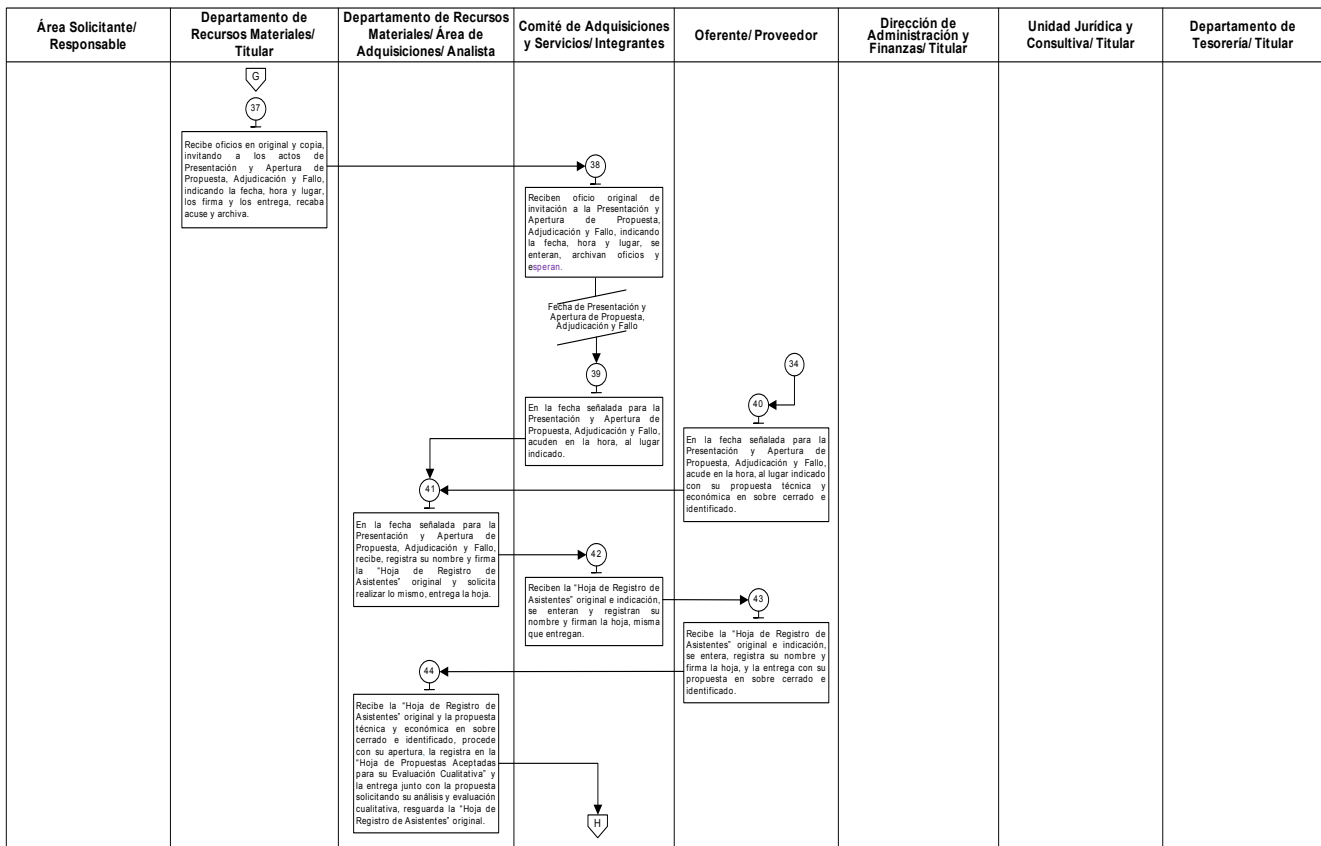 Área Solicitante/
Responsable
Departamento de
Recursos Materiales/
Titular
Departamento de Recursos
Materiales/ Área de
Adquisiciones/ Analista
Comité de Adquisiciones
y Servicios/ Integrantes
Oferente/ Proveedor
Dirección de
Administración y
Finanzas/ Titular
Unidad Jurídica y
Consultiva/ Titular
Departamento de
Tesorería/ Titular
G
37
Recibe oficios en original y copia,
invitando a los actos de
Presentación y Apertura de
Propuesta, Adjudicación y Fallo,
indicando la fecha, hora y lugar,
los firma y los entrega, recaba
acuse y archiva.
38
Reciben oficio original de
invitación a la Presentación y
Apertura de Propuesta,
Adjudicación y Fallo, indicando
la fecha, hora y lugar, se
enteran, archivan oficios y
esperan.
Fecha de Presentación y
Apertura de Propuesta,
Adjudicación y Fallo
39
En la fecha señalada para la
Presentación y Apertura de
Propuesta, Adjudicación y Fallo,
acuden en la hora, al lugar
indicado.
34
40
En la fecha señalada para la
Presentación y Apertura de
Propuesta, Adjudicación y Fallo,
acude en la hora, al lugar indicado
con su propuesta técnica y
económica en sobre cerrado e
identificado.
41
En la fecha señalada para la
Presentación y Apertura de
Propuesta, Adjudicación y Fallo,
recibe, registra su nombre y firma
la "Hoja de Registro de
Asistentes" original y solicita
realizar lo mismo, entrega la hoja.
42
Reciben la "Hoja de Registro de
Asistentes" original e indicación,
se enteran y registran su
nombre y firman la hoja, misma
que entregan.
43
Recibe la "Hoja de Registro de
Asistentes" original e indicación,
se entera, registra su nombre y
firma la hoja, y la entrega con su
propuesta en sobre cerrado e
identificado.
44
Recibe la "Hoja de Registro de
Asistentes" original y la propuesta
técnica y económica en sobre
cerrado e identificado, procede
con su apertura, la registra en la
"Hoja de Propuestas Aceptadas
para su Evaluación Cualitativa" y
la entrega junto con la propuesta
solicitando su análisis y evaluación
cualitativa, resguarda la "Hoja de
Registro de Asistentes" original.
H